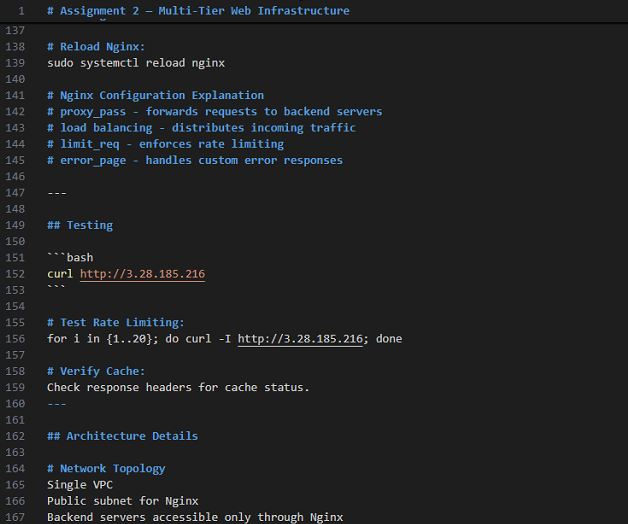 1 # Assignment 2 – Multi-Tier Web Infrastructure
137
138 # Reload Nginx:
139 sudo systemctl reload nginx
140
141 # Nginx Configuration Explanation
142 # proxy_pass - forwards requests to backend servers
143 # load balancing - distributes incoming traffic
144 # limit_req - enforces rate limiting
145 # error_page - handles custom error responses
146
147 ---
148
149 ## Testing
150
151 ```bash
152 curl http://3.28.185.216
153 ```
154
155 # Test Rate Limiting:
156 for i in {1..20}; do curl -I http://3.28.185.216; done
157
158 # Verify Cache:
159 Check response headers for cache status.
160 ---
161
162 ## Architecture Details
163
164 # Network Topology
165 Single VPC
166 Public subnet for Nginx
167 Backend servers accessible only through Nginx